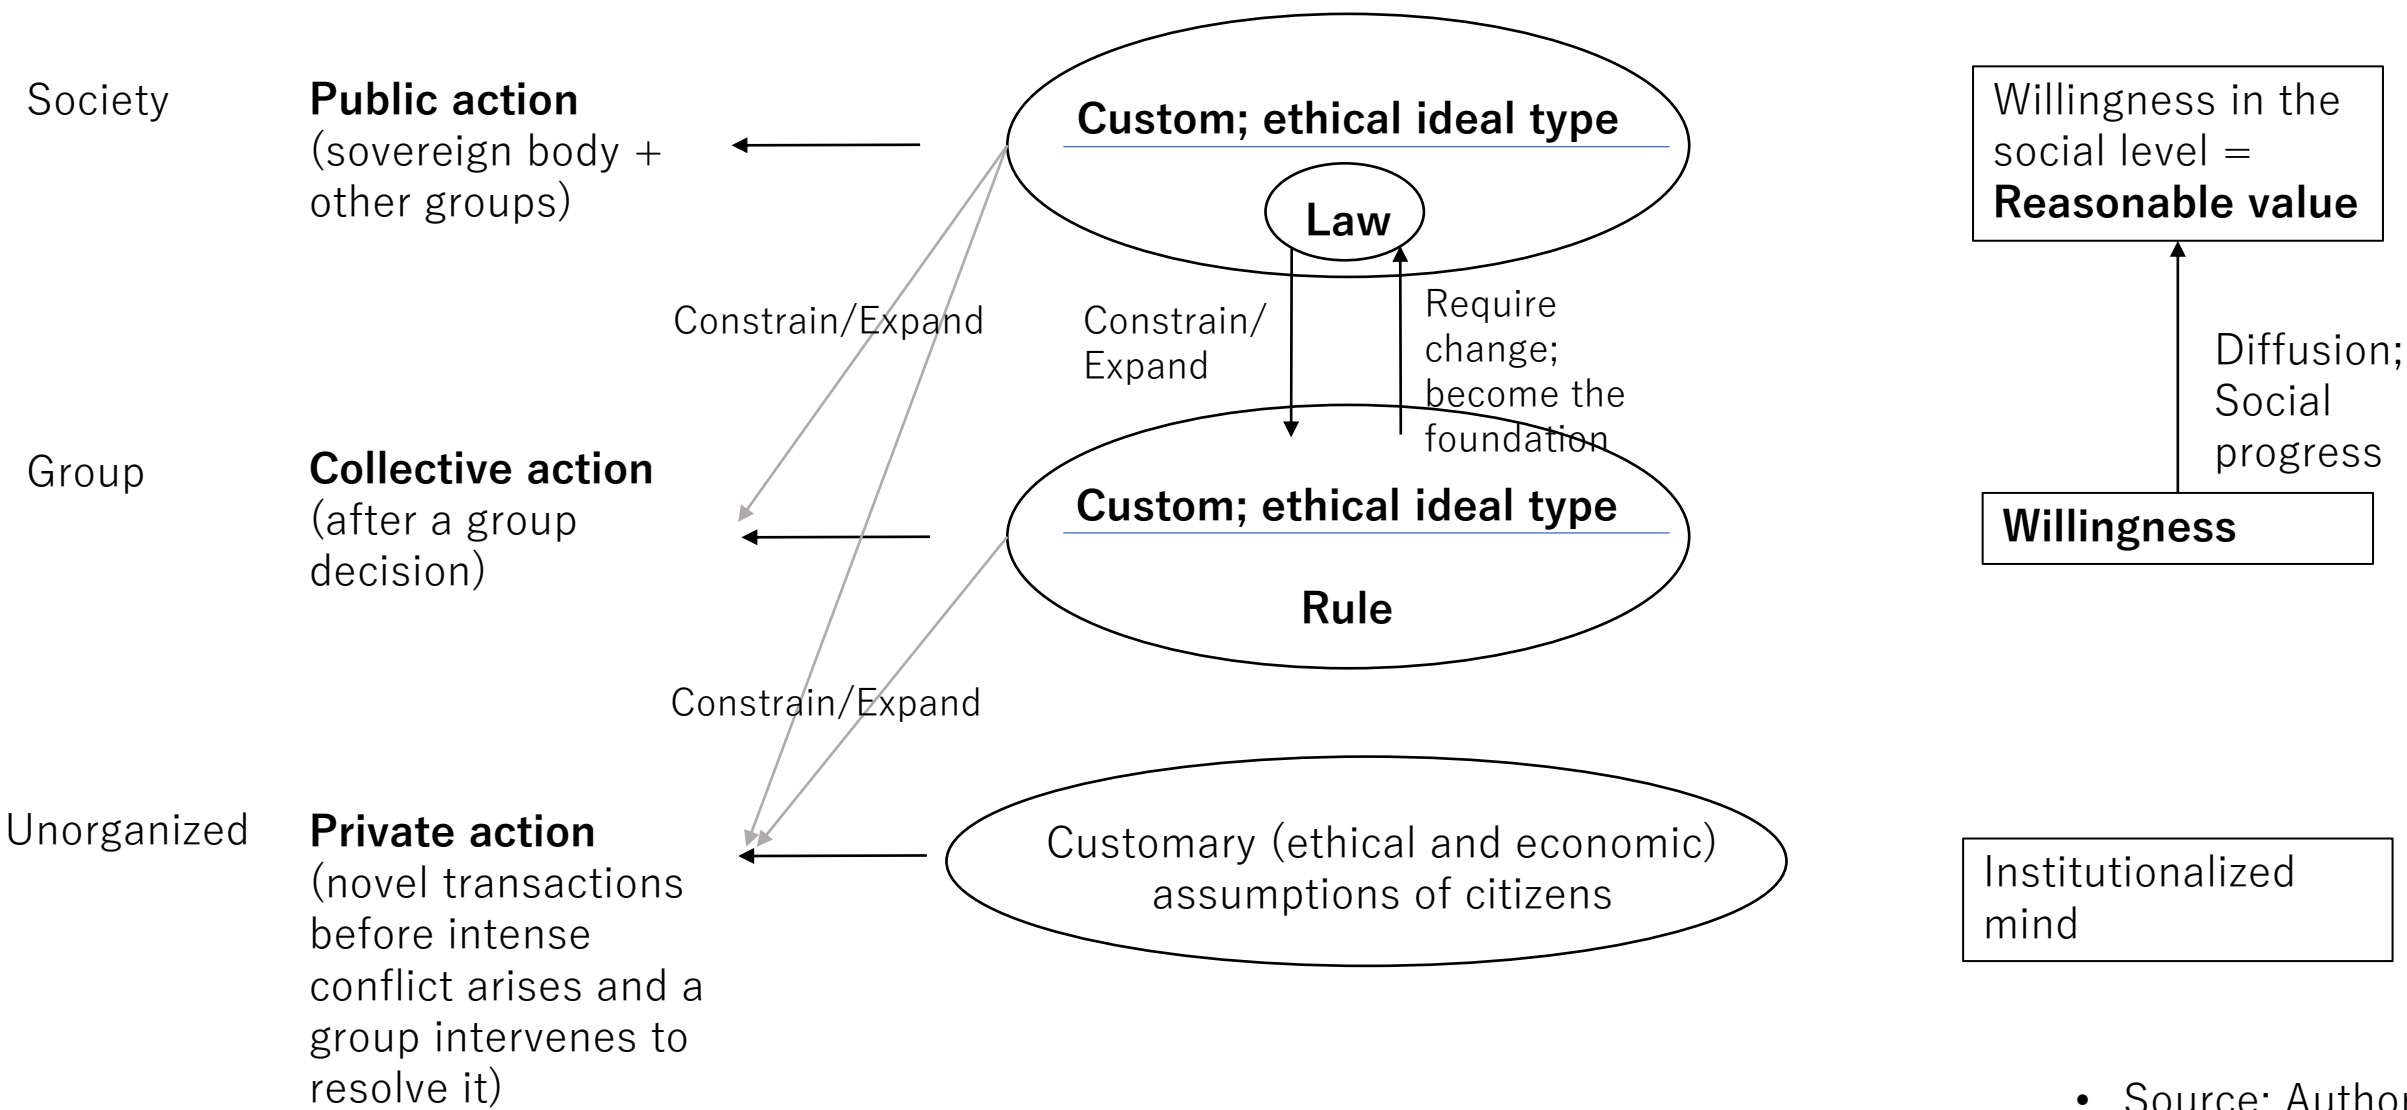 Society
Public action
(sovereign body +
other groups)
Custom; ethical ideal type
Law
Willingness in the
social level =
Reasonable value
Constrain/Expand
Constrain/
Expand
Require
change;
become the
foundation
Diffusion;
Social
progress
Group
Collective action
(after a group
decision)
Custom; ethical ideal type
Rule
Willingness
Constrain/Expand
Unorganized
Private action
(novel transactions
before intense
conflict arises and a
group intervenes to
resolve it)
Customary (ethical and economic)
assumptions of citizens
Institutionalized
mind
• Source: Author